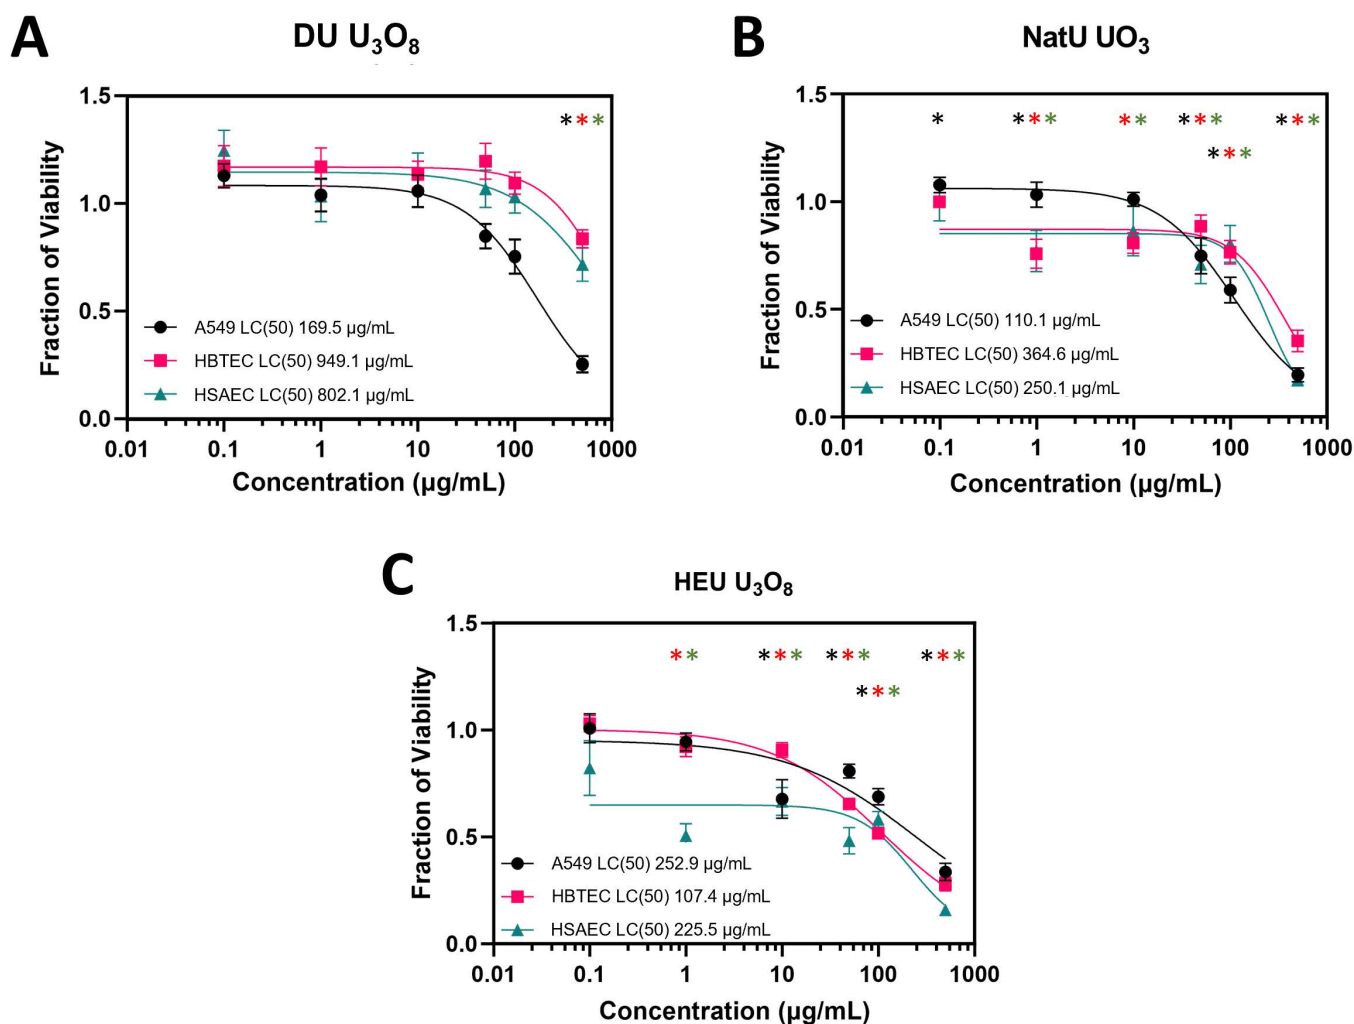 A
DU U₃O₈
1.5
1.0
0.5
0.0
Fraction of Viability
* * *
A549 LC(50) 169.5 µg/mL
HBTEC LC(50) 949.1 µg/mL
HSAEC LC(50) 802.1 µg/mL
0.01 0.1 1 10 100 1000
Concentration (µg/mL)
B
NatU UO₃
1.5
1.0
0.5
0.0
Fraction of Viability
* * * * * * * * * * * *
* * *
A549 LC(50) 110.1 µg/mL
HBTEC LC(50) 364.6 µg/mL
HSAEC LC(50) 250.1 µg/mL
0.01 0.1 1 10 100 1000
Concentration (µg/mL)
C
HEU U₃O₈
1.5
1.0
0.5
0.0
Fraction of Viability
* * * * * * * * * * *
* * *
A549 LC(50) 252.9 µg/mL
HBTEC LC(50) 107.4 µg/mL
HSAEC LC(50) 225.5 µg/mL
0.01 0.1 1 10 100 1000
Concentration (µg/mL)